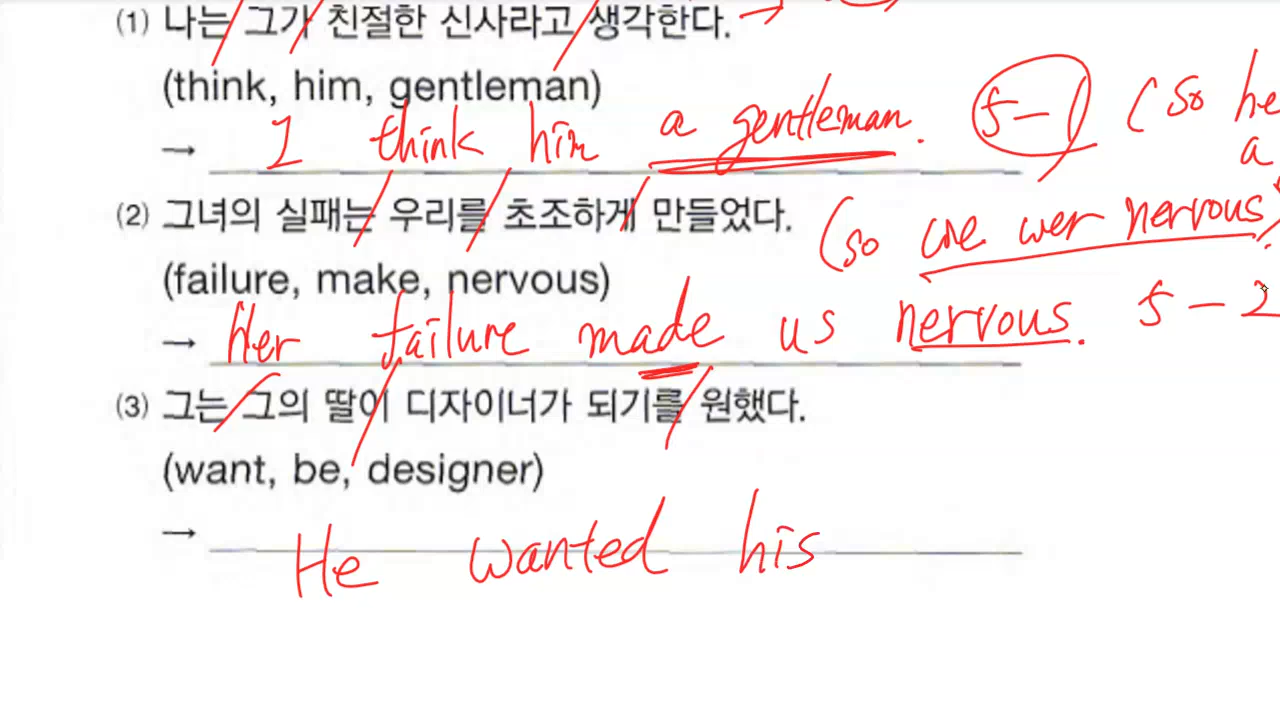 (1) 나는 그가 친절한 신사라고 생각한다.
(think, him, gentleman)
→ I think him a gentleman. 5-1 (so he
a
(2) 그녀의 실패는 우리를 초조하게 만들었다. (so we wer nervous)
(failure, make, nervous)
→ Her failure made us nervous. 5-2
(3) 그는 그의 딸이 디자이너가 되기를 원했다.
(want, be, designer)
→ He wanted his